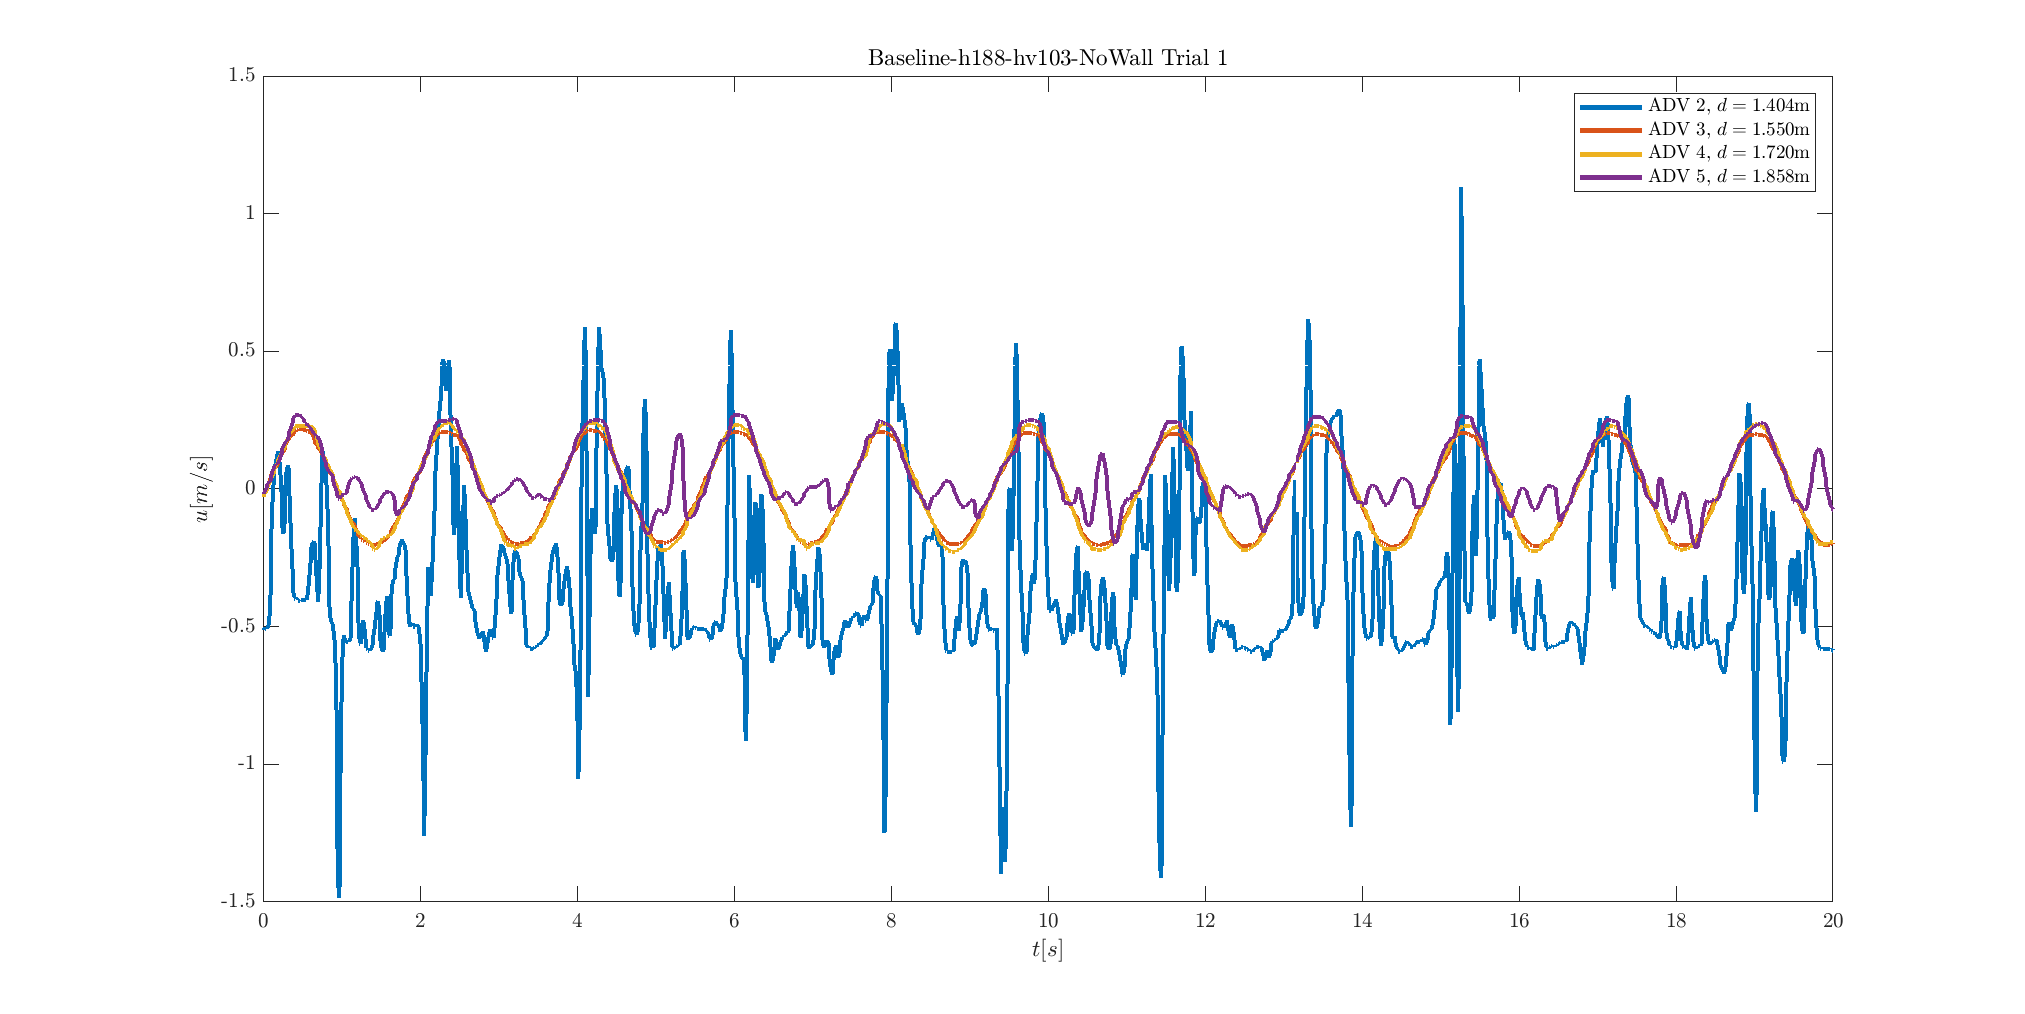 Baseline-h188-hv103-NoWall Trial 1
1.5
1
0.5
0
-0.5
-1
-1.5
u[m/s]
ADV 2, d = 1.404m
ADV 3, d = 1.550m
ADV 4, d = 1.720m
ADV 5, d = 1.858m
0 2 4 6 8 10 12 14 16 18 20
t[s]